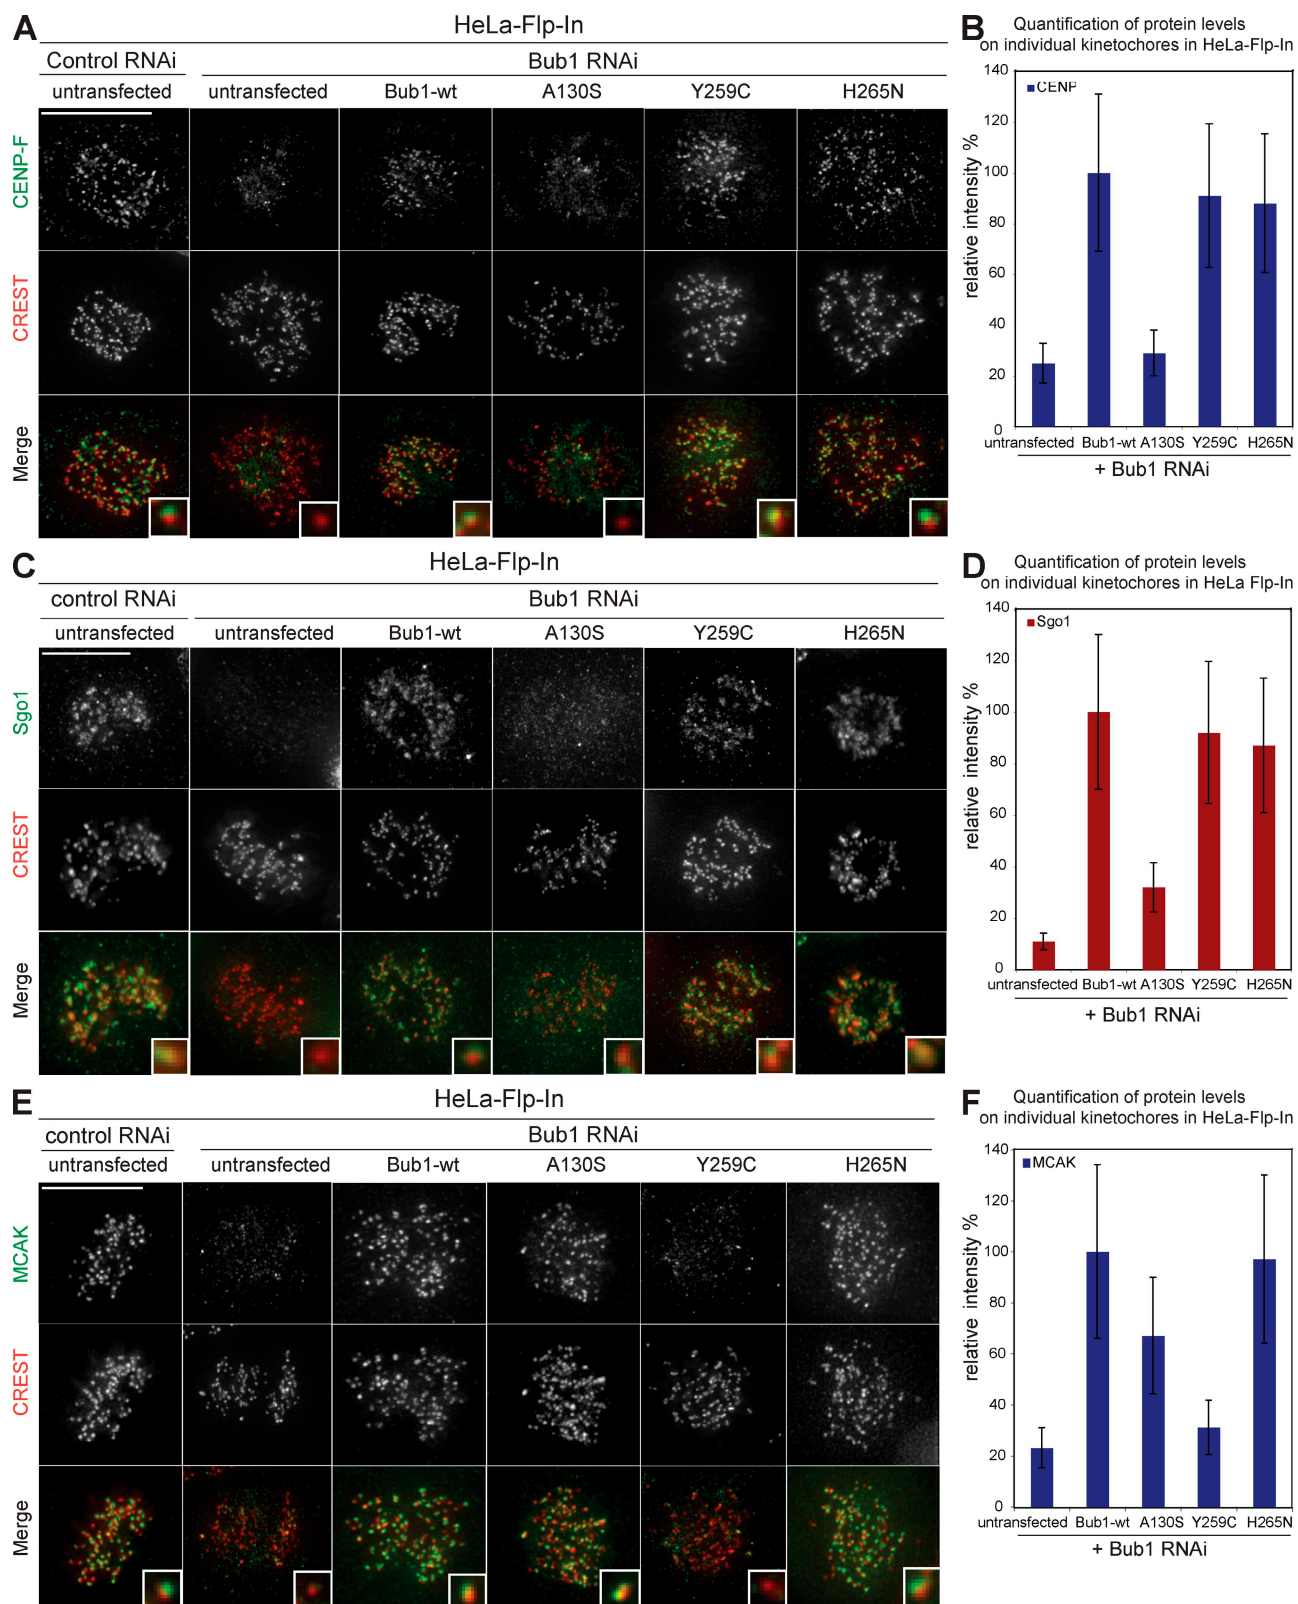 A
HeLa-Flp-In
Control RNAi
Bub1 RNAi
untransfected
untransfected
Bub1-wt
A130S
Y259C
H265N
CENP-F
CREST
Merge
B
Quantification of protein levels
on individual kinetochores in HeLa-Flp-In
CENP
relative intensity %
140
120
100
80
60
40
20
0
untransfected Bub1-wt A130S Y259C H265N
+ Bub1 RNAi
C
HeLa-Flp-In
control RNAi
Bub1 RNAi
untransfected
untransfected
Bub1-wt
A130S
Y259C
H265N
Sgo1
CREST
Merge
D
Quantification of protein levels
on individual kinetochores in HeLa Flp-In
Sgo1
relative intensity %
140
120
100
80
60
40
20
0
untransfected Bub1-wt A130S Y259C H265N
+ Bub1 RNAi
E
HeLa-Flp-In
control RNAi
Bub1 RNAi
untransfected
untransfected
Bub1-wt
A130S
Y259C
H265N
MCAK
CREST
Merge
F
Quantification of protein levels
on individual kinetochores in HeLa-Flp-In
MCAK
relative intensity %
140
120
100
80
60
40
20
0
untransfected Bub1-wt A130S Y259C H265N
+ Bub1 RNAi